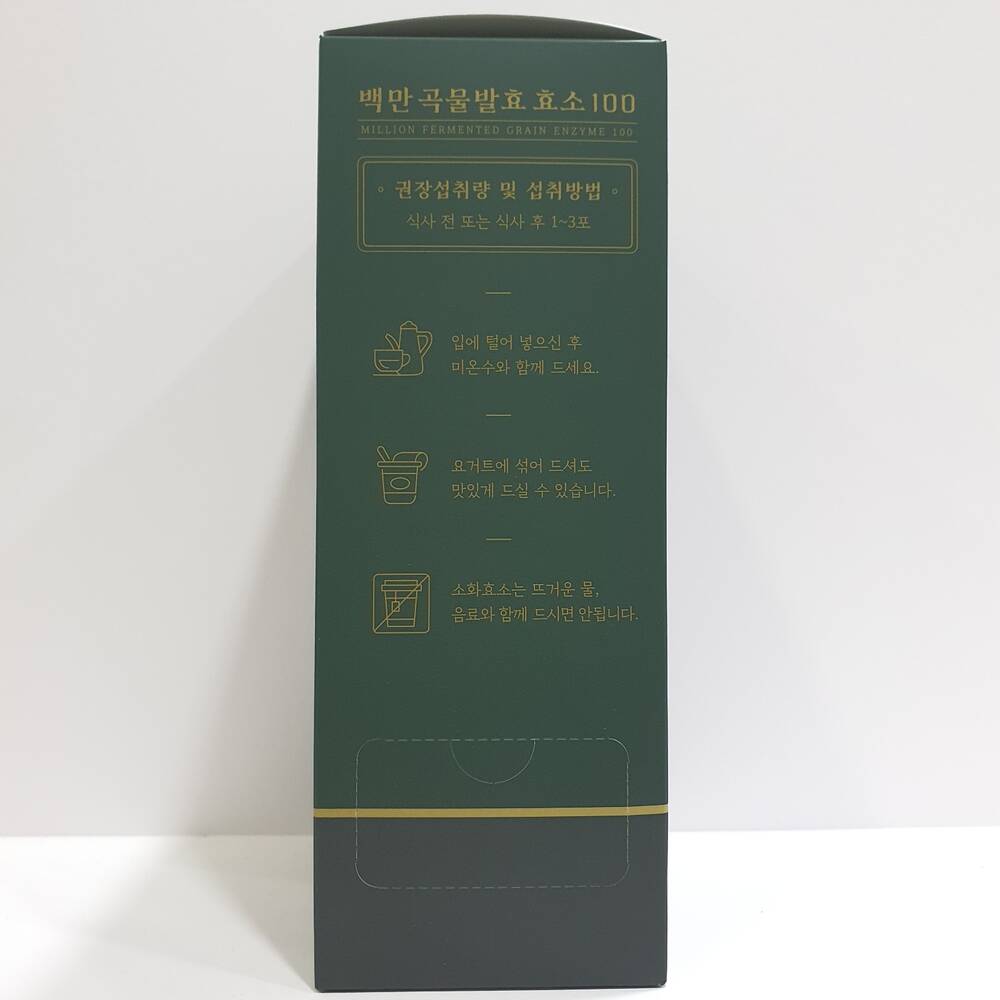 백만곡물발효효소100
MILLION FERMENTED GRAIN ENZYME 100
권장섭취량 및 섭취방법
식사 전 또는 식사 후 1~3포
입에 털어 넣으신 후
미온수와 함께 드세요.
요거트에 섞어 드셔도
맛있게 드실 수 있습니다.
소화효소는 뜨거운 물,
음료와 함께 드시면 안됩니다.